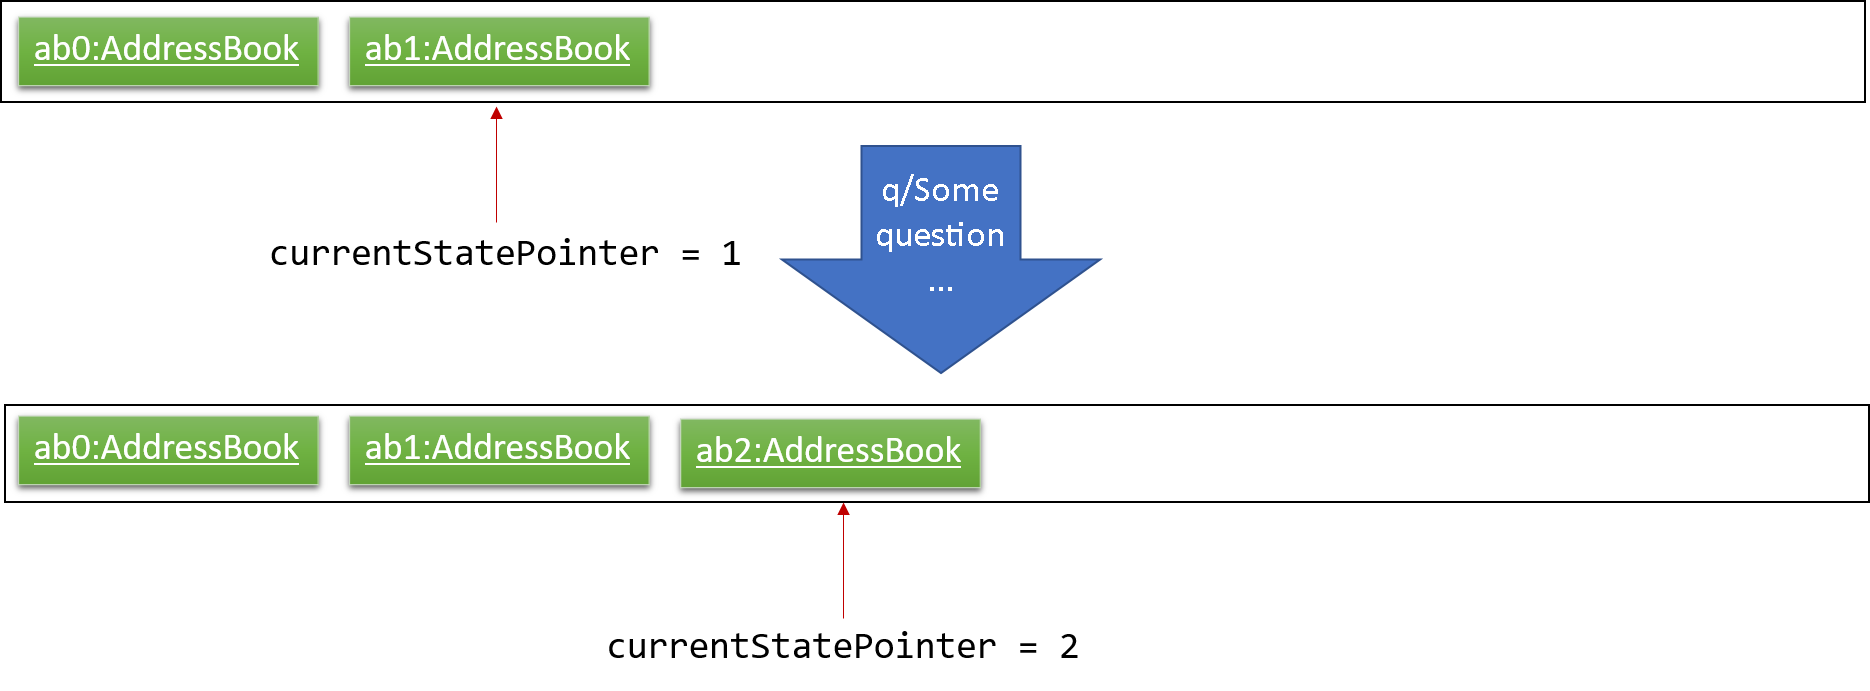 ab0:AddressBook
ab1:AddressBook
currentStatePointer = 1
q/Some
question
...
ab0:AddressBook
ab1:AddressBook
ab2:AddressBook
currentStatePointer = 2